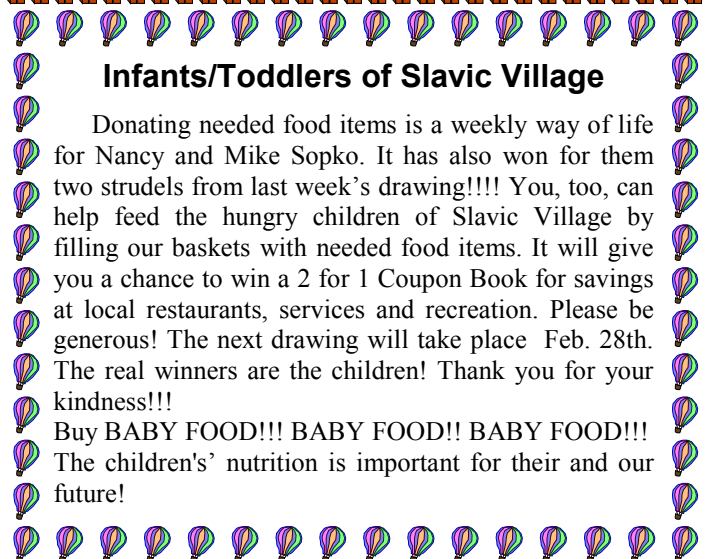 Infants/Toddlers of Slavic Village
Donating needed food items is a weekly way of life
for Nancy and Mike Sopko. It has also won for them
two strudels from last week’s drawing!!!! You, too, can
help feed the hungry children of Slavic Village by
filling our baskets with needed food items. It will give
you a chance to win a 2 for 1 Coupon Book for savings
at local restaurants, services and recreation. Please be
generous! The next drawing will take place Feb. 28th.
The real winners are the children! Thank you for your
kindness!!!
Buy BABY FOOD!!! BABY FOOD!! BABY FOOD!!!
The children's’ nutrition is important for their and our
future!